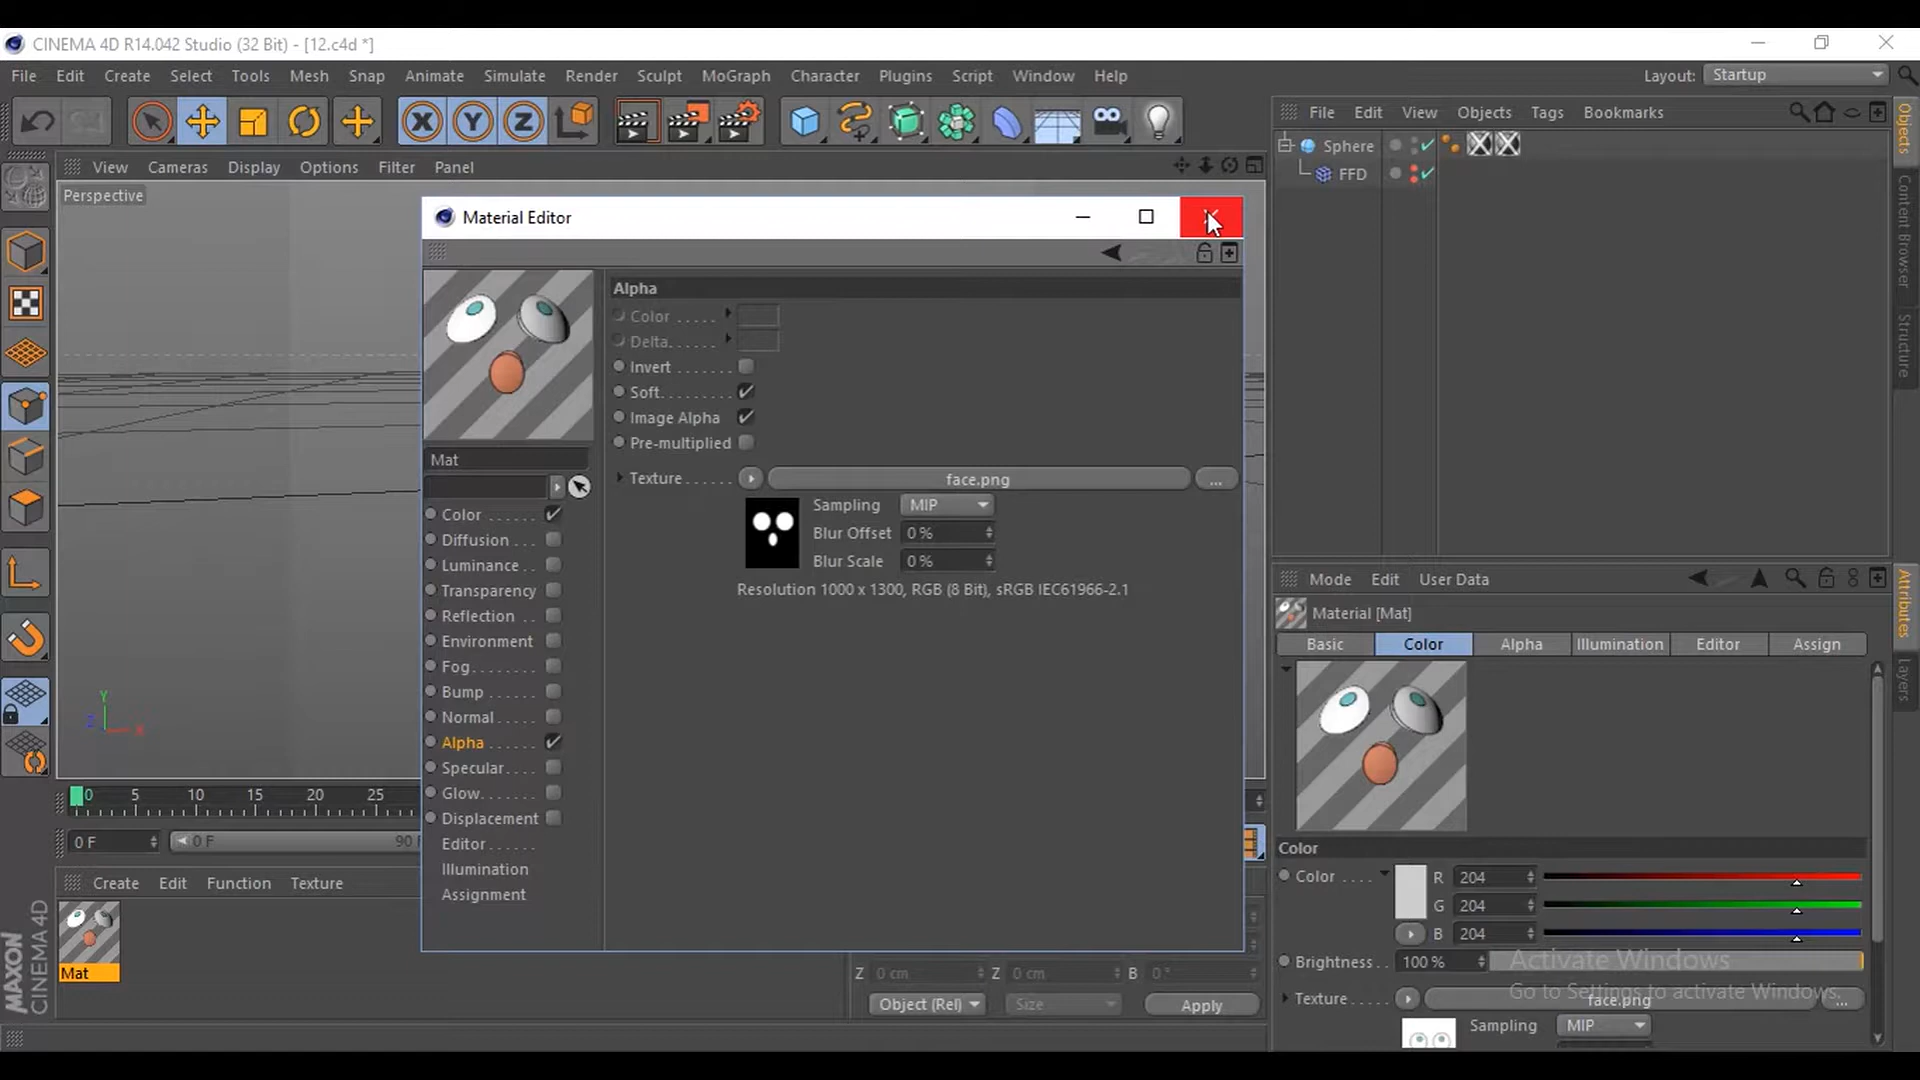 CINEMA 4D R14.042 Studio (32 Bit) - [12.c4d *]
File Edit Create Select Tools Mesh Snap Animate Simulate Render Sculpt MoGraph Character Plugins Script Window Help
Layout: Startup
X Y Z
File Edit View Objects Tags Bookmarks
Sphere
FFD
Objects
Content Browser
Structure
View Cameras Display Options Filter Panel
Perspective
Y
Z X
Material Editor
Mat
Color
Diffusion
Luminance
Transparency
Reflection
Environment
Fog
Bump
Normal
Alpha
Specular
Glow
Displacement
Editor
Illumination
Assignment
Alpha
Color
Delta
Invert
Soft
Image Alpha
Pre-multiplied
Texture face.png ...
Sampling MIP
Blur Offset 0 %
Blur Scale 0 %
Resolution 1000 x 1300, RGB (8 Bit), sRGB IEC61966-2.1
0 5 10 15 20 25
0 F 0 F 90 F
Create Edit Function Texture
Mat
MAXON
CINEMA 4D
Z 0 cm Z 0 cm B 0 °
Object (Rel) Size Apply
Mode Edit User Data
Attributes
Layers
Material [Mat]
Basic Color Alpha Illumination Editor Assign
Color
Color R 204
G 204
B 204
Brightness 100 %
Texture face.png ...
Sampling MIP
Activate Windows
Go to Settings to activate Windows.